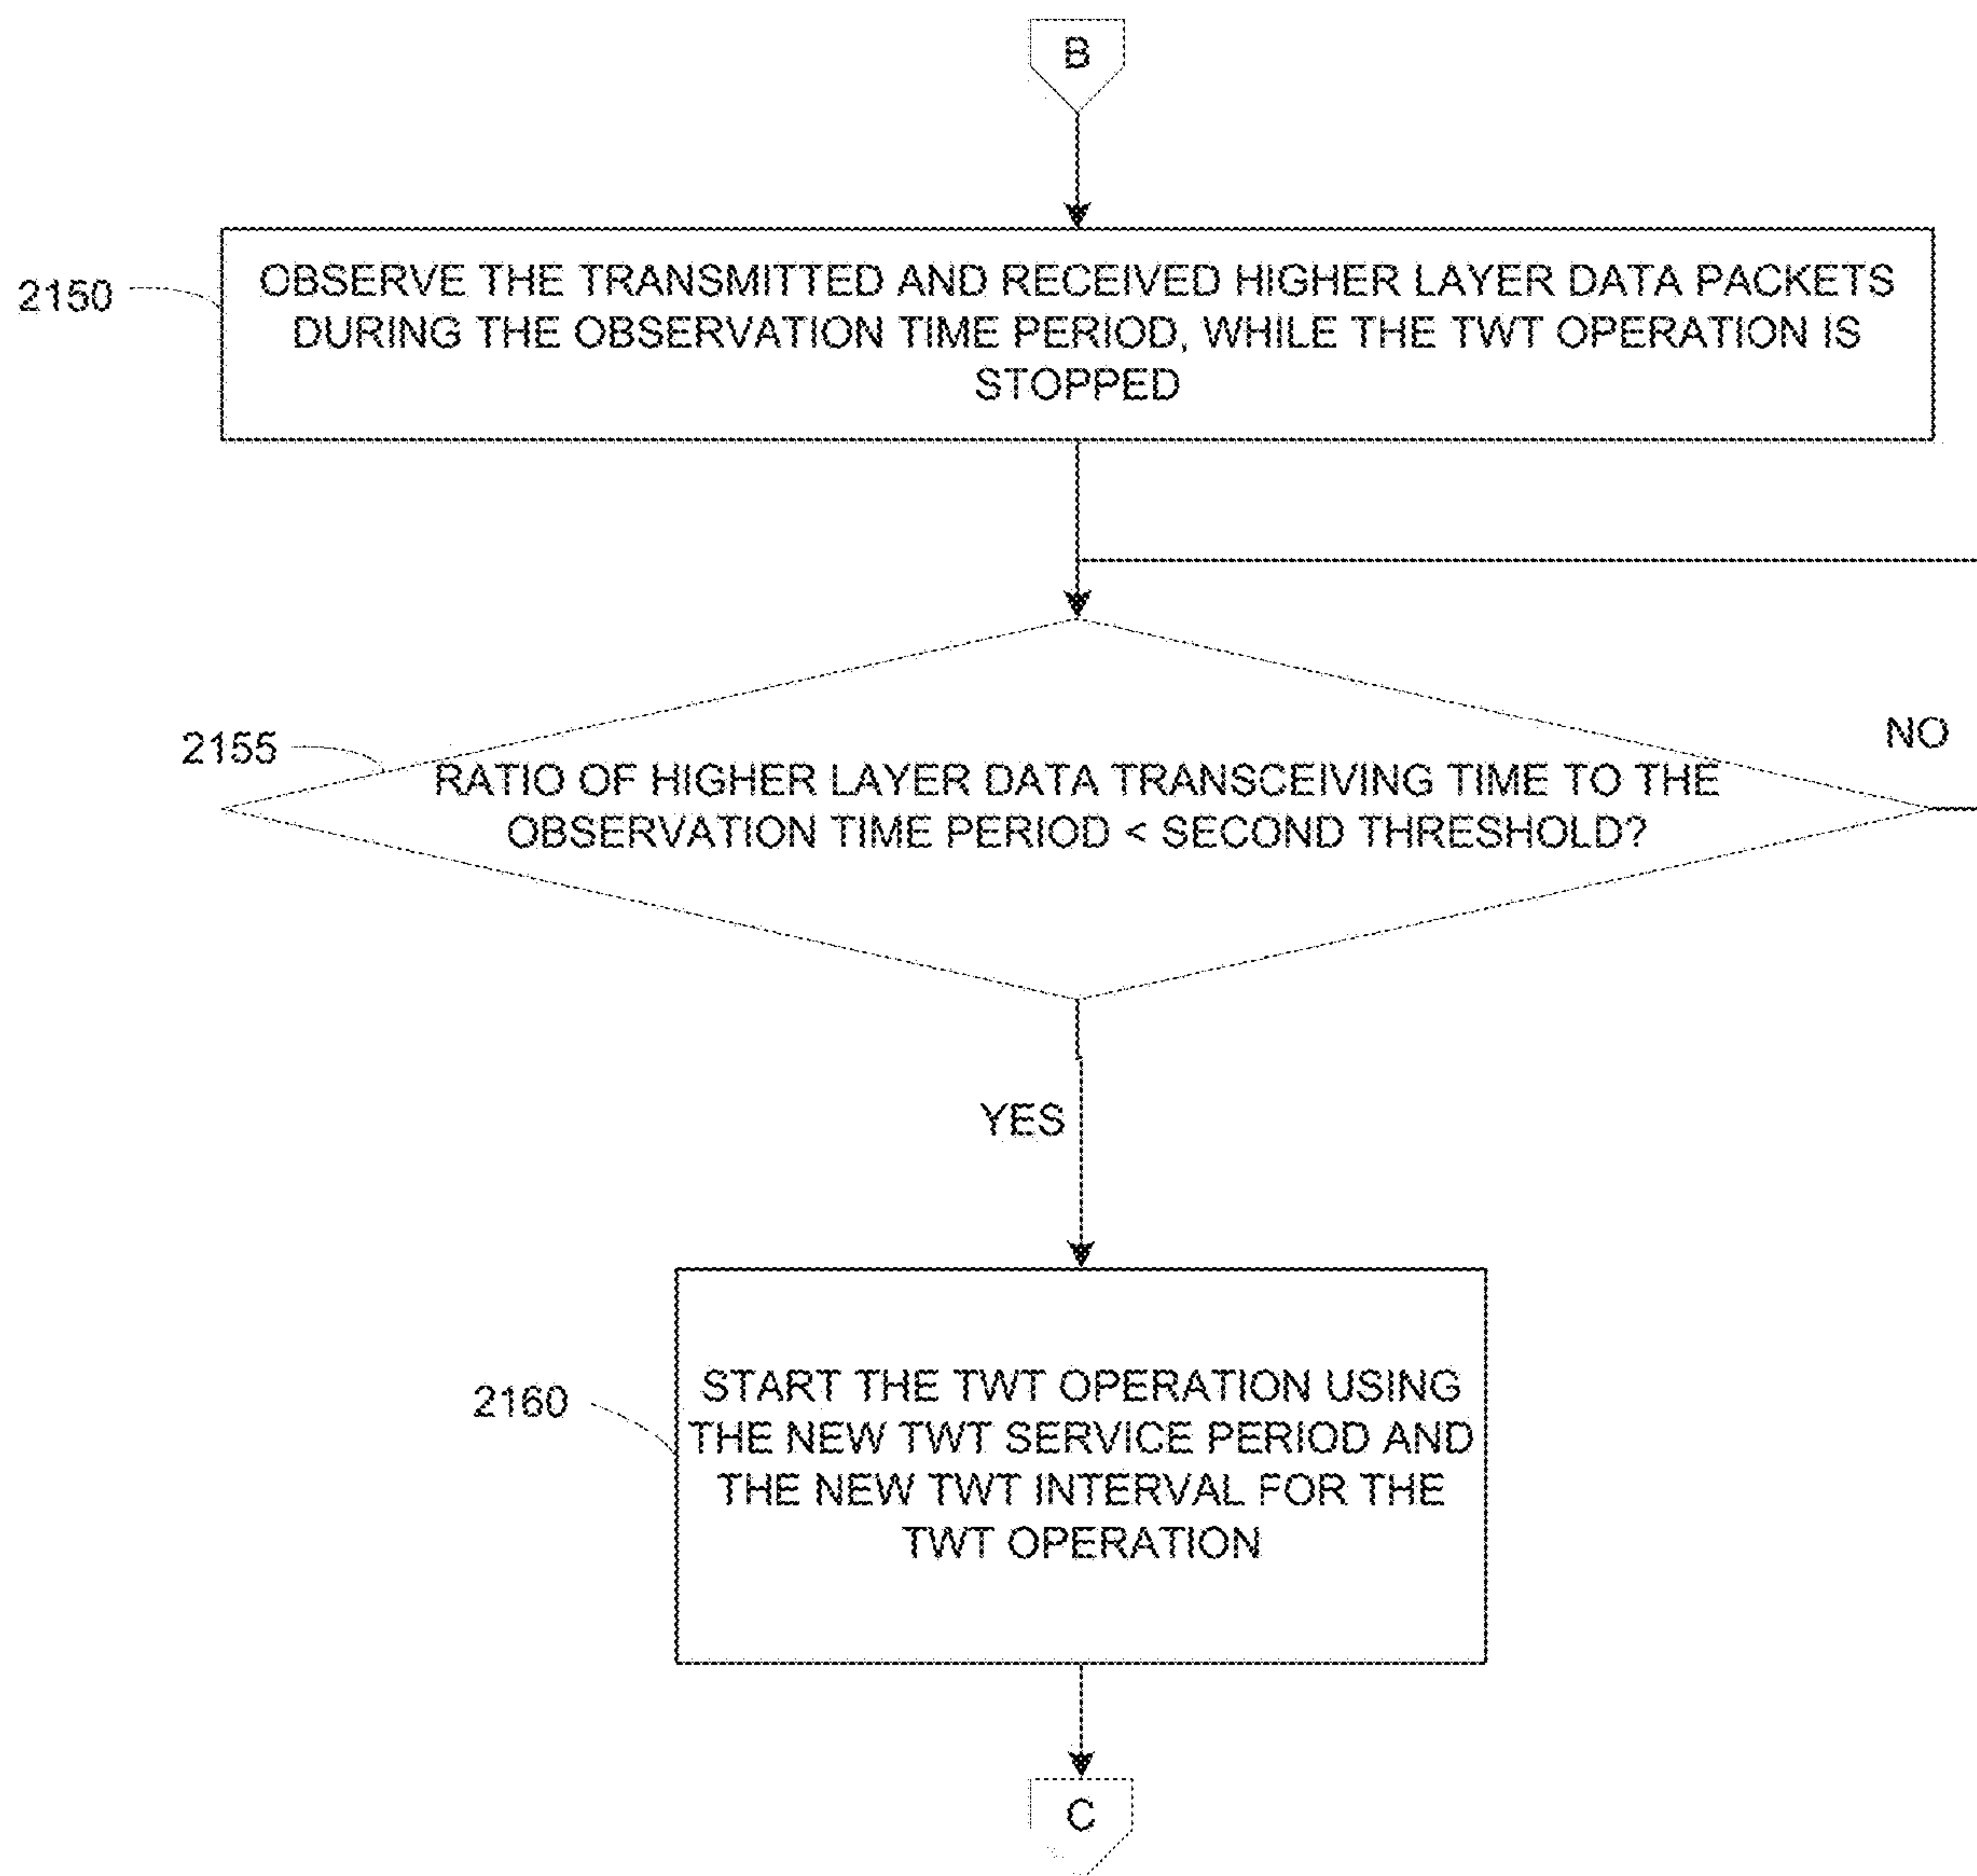 B
2150
OBSERVE THE TRANSMITTED AND RECEIVED HIGHER LAYER DATA PACKETS
DURING THE OBSERVATION TIME PERIOD, WHILE THE TWT OPERATION IS
STOPPED
2155
NO
RATIO OF HIGHER LAYER DATA TRANSCEIVING TIME TO THE
OBSERVATION TIME PERIOD < SECOND THRESHOLD?
YES
2160
START THE TWT OPERATION USING
THE NEW TWT SERVICE PERIOD AND
THE NEW TWT INTERVAL FOR THE
TWT OPERATION
C